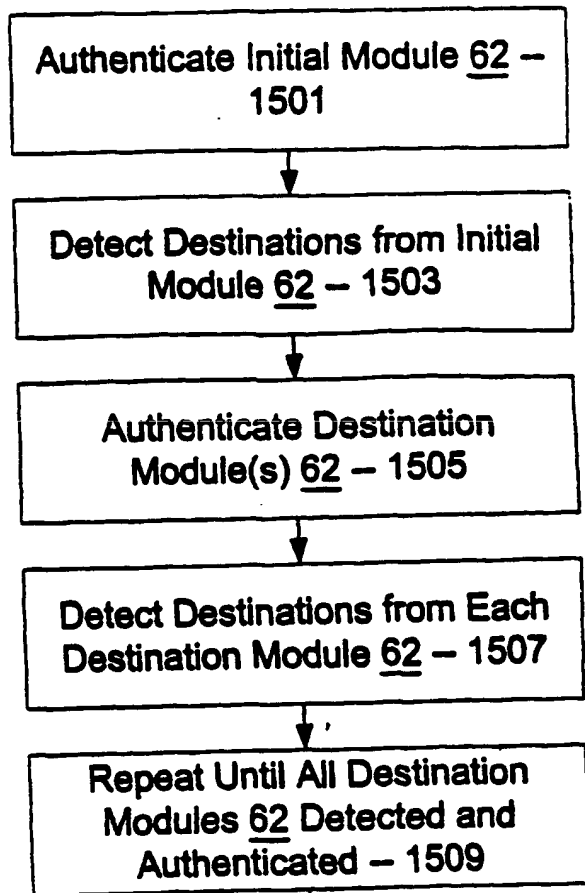 Authenticate Initial Module 62 –
1501
Detect Destinations from Initial
Module 62 – 1503
Authenticate Destination
Module(s) 62 – 1505
Detect Destinations from Each
Destination Module 62 – 1507
Repeat Until All Destination
Modules 62 Detected and
Authenticated – 1509